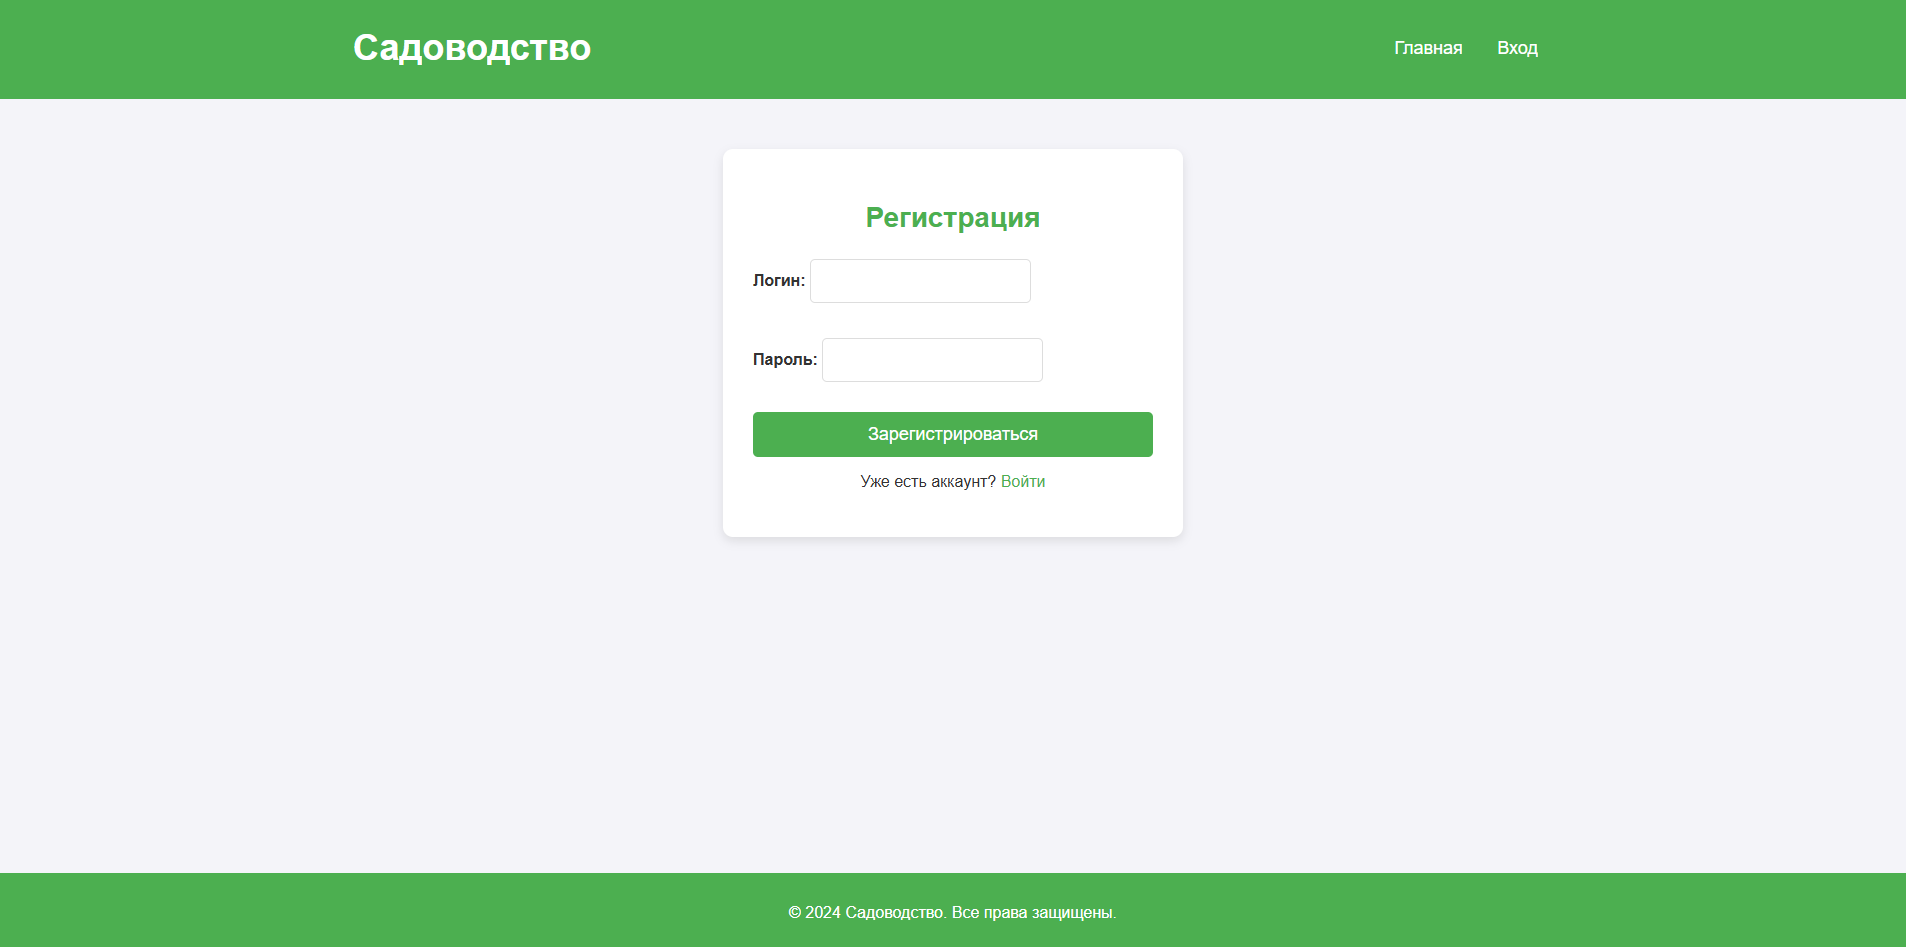 Садоводство
Главная Вход
Регистрация
Логин:
Пароль:
Зарегистрироваться
Уже есть аккаунт? Войти
© 2024 Садоводство. Все права защищены.